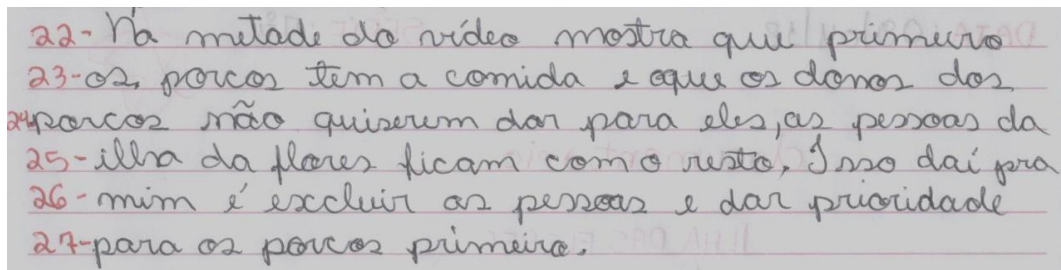 22- Na metade do vídeo mostra que primeiro
23- os porcos tem a comida e oque os donos dos
24- porcos não quiserem dar para eles, as pessoas da
25- illha da flores ficam com o resto. Isso daí pra
26- mim é excluir as pessoas e dar prioridade
27- para os porcos primeiro.